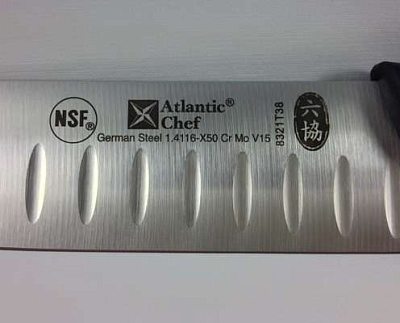 NSF®
Atlantic®
Chef
German Steel 1.4116-X50 Cr Mo V15
8321T38
六協